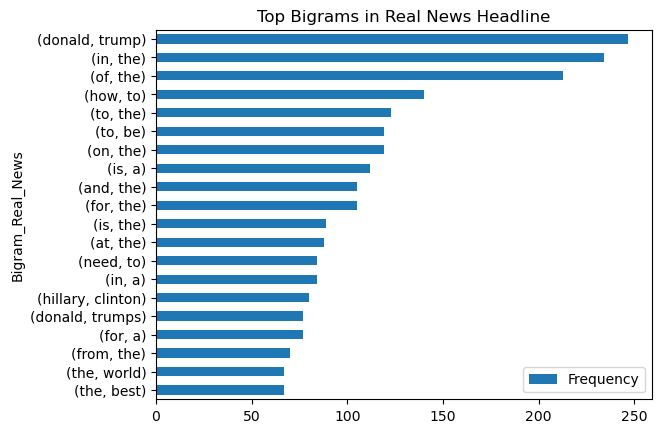 Top Bigrams in Real News Headline
Bigram_Real_News
(donald, trump)
(in, the)
(of, the)
(how, to)
(to, the)
(to, be)
(on, the)
(is, a)
(and, the)
(for, the)
(is, the)
(at, the)
(need, to)
(in, a)
(hillary, clinton)
(donald, trumps)
(for, a)
(from, the)
(the, world)
(the, best)
Frequency
0 50 100 150 200 250